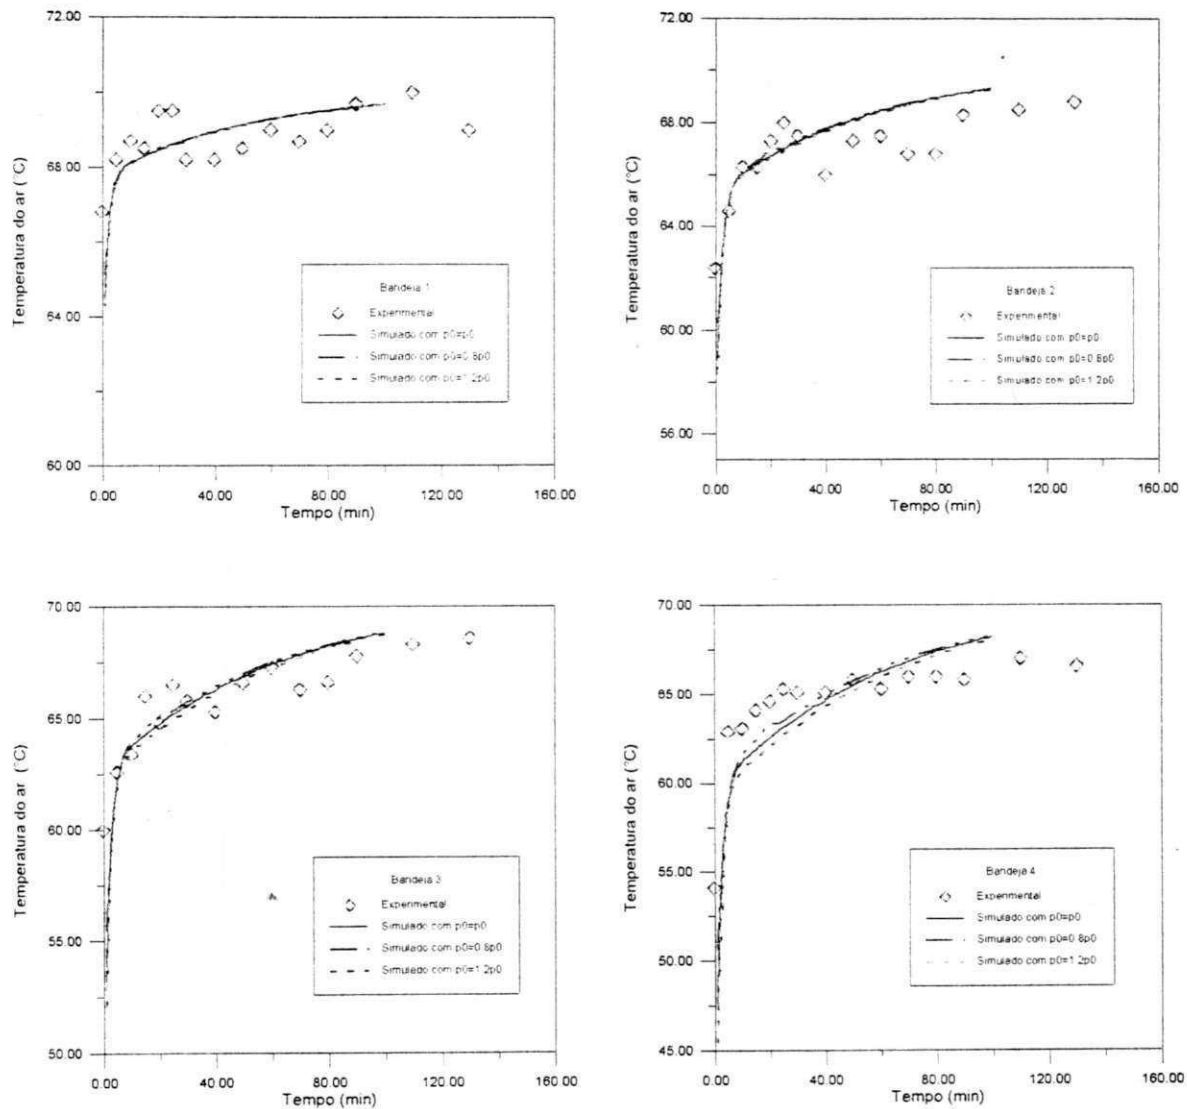 72.00
68.00
64.00
60.00
Temperatura do ar (°C)
Bandeja 1
Experimental
Simulado com p0=p0
Simulado com p0=0.8p0
Simulado com p0=1.2p0
0.00 40.00 80.00 120.00 160.00
Tempo (min)
72.00
68.00
64.00
60.00
56.00
Temperatura do ar (°C)
Bandeja 2
Experimental
Simulado com p0=p0
Simulado com p0=0.8p0
Simulado com p0=1.2p0
0.00 40.00 80.00 120.00 160.00
Tempo (min)
70.00
65.00
60.00
55.00
50.00
Temperatura do ar (°C)
Bandeja 3
Experimental
Simulado com p0=p0
Simulado com p0=0.8p0
Simulado com p0=1.2p0
0.00 40.00 80.00 120.00 160.00
Tempo (min)
70.00
65.00
60.00
55.00
50.00
45.00
Temperatura do ar (°C)
Bandeja 4
Experimental
Simulado com p0=p0
Simulado com p0=0.8p0
Simulado com p0=1.2p0
0.00 40.00 80.00 120.00 160.00
Tempo (min)